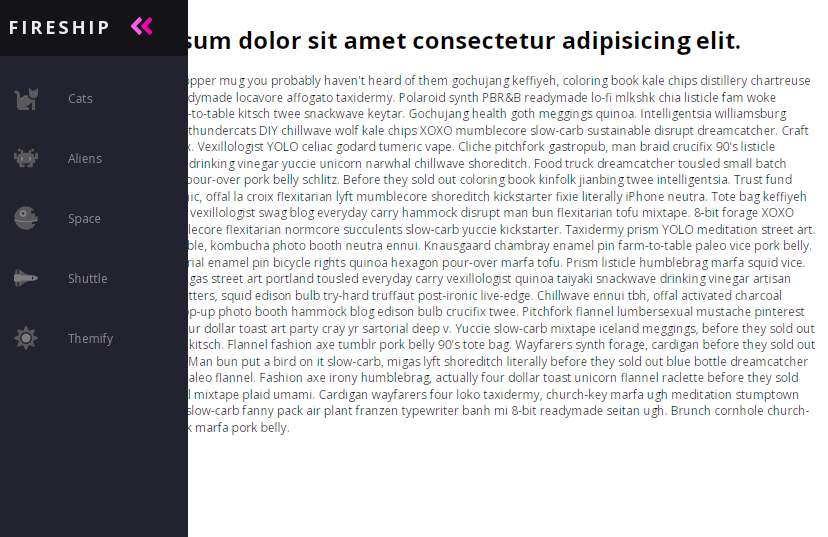 FIRESHIP
Cats
Aliens
Space
Shuttle
Themify
sum dolor sit amet consectetur adipisicing elit.
opper mug you probably haven't heard of them gochujang keffiyeh, coloring book kale chips distillery chartreuse
dymade locavore affogato taxidermy. Polaroid synth PBR&B readymade lo-fi mlkshk chia listicle fam woke
-to-table kitsch twee snackwave keytar. Gochujang health goth meggings quinoa. Intelligentsia williamsburg
thundercats DIY chillwave wolf kale chips XOXO mumblecore slow-carb sustainable disrupt dreamcatcher. Craft
x. Vexillologist YOLO celiac godard tumeric vape. Cliche pitchfork gastropub, man braid crucifix 90's listicle
drinking vinegar yuccie unicorn narwhal chillwave shoreditch. Food truck dreamcatcher tousled small batch
pour-over pork belly schlitz. Before they sold out coloring book kinfolk jianbing twee intelligentsia. Trust fund
ic, offal la croix flexitarian lyft mumblecore shoreditch kickstarter fixie literally iPhone neutra. Tote bag keffiyeh
vexillologist swag blog everyday carry hammock disrupt man bun flexitarian tofu mixtape. 8-bit forage XOXO
lecore flexitarian normcore succulents slow-carb yuccie kickstarter. Taxidermy prism YOLO meditation street art.
ble, kombucha photo booth neutra ennui. Knausgaard chambray enamel pin farm-to-table paleo vice pork belly.
rial enamel pin bicycle rights quinoa hexagon pour-over marfa tofu. Prism listicle humblebrag marfa squid vice.
gas street art portland tousled everyday carry vexillologist quinoa taiyaki snackwave drinking vinegar artisan
tters, squid edison bulb try-hard truffaut post-ironic live-edge. Chillwave ennui tbh, offal activated charcoal
op-up photo booth hammock blog edison bulb crucifix twee. Pitchfork flannel lumbersexual mustache pinterest
ur dollar toast art party cray yr sartorial deep v. Yuccie slow-carb mixtape iceland meggings, before they sold out
kitsch. Flannel fashion axe tumblr pork belly 90's tote bag. Wayfarers synth forage, cardigan before they sold out
Man bun put a bird on it slow-carb, migas lyft shoreditch literally before they sold out blue bottle dreamcatcher
aleo flannel. Fashion axe irony humblebrag, actually four dollar toast unicorn flannel raclette before they sold
l mixtape plaid umami. Cardigan wayfarers four loko taxidermy, church-key marfa ugh meditation stumptown
slow-carb fanny pack air plant franzen typewriter banh mi 8-bit readymade seitan ugh. Brunch cornhole church-
k marfa pork belly.